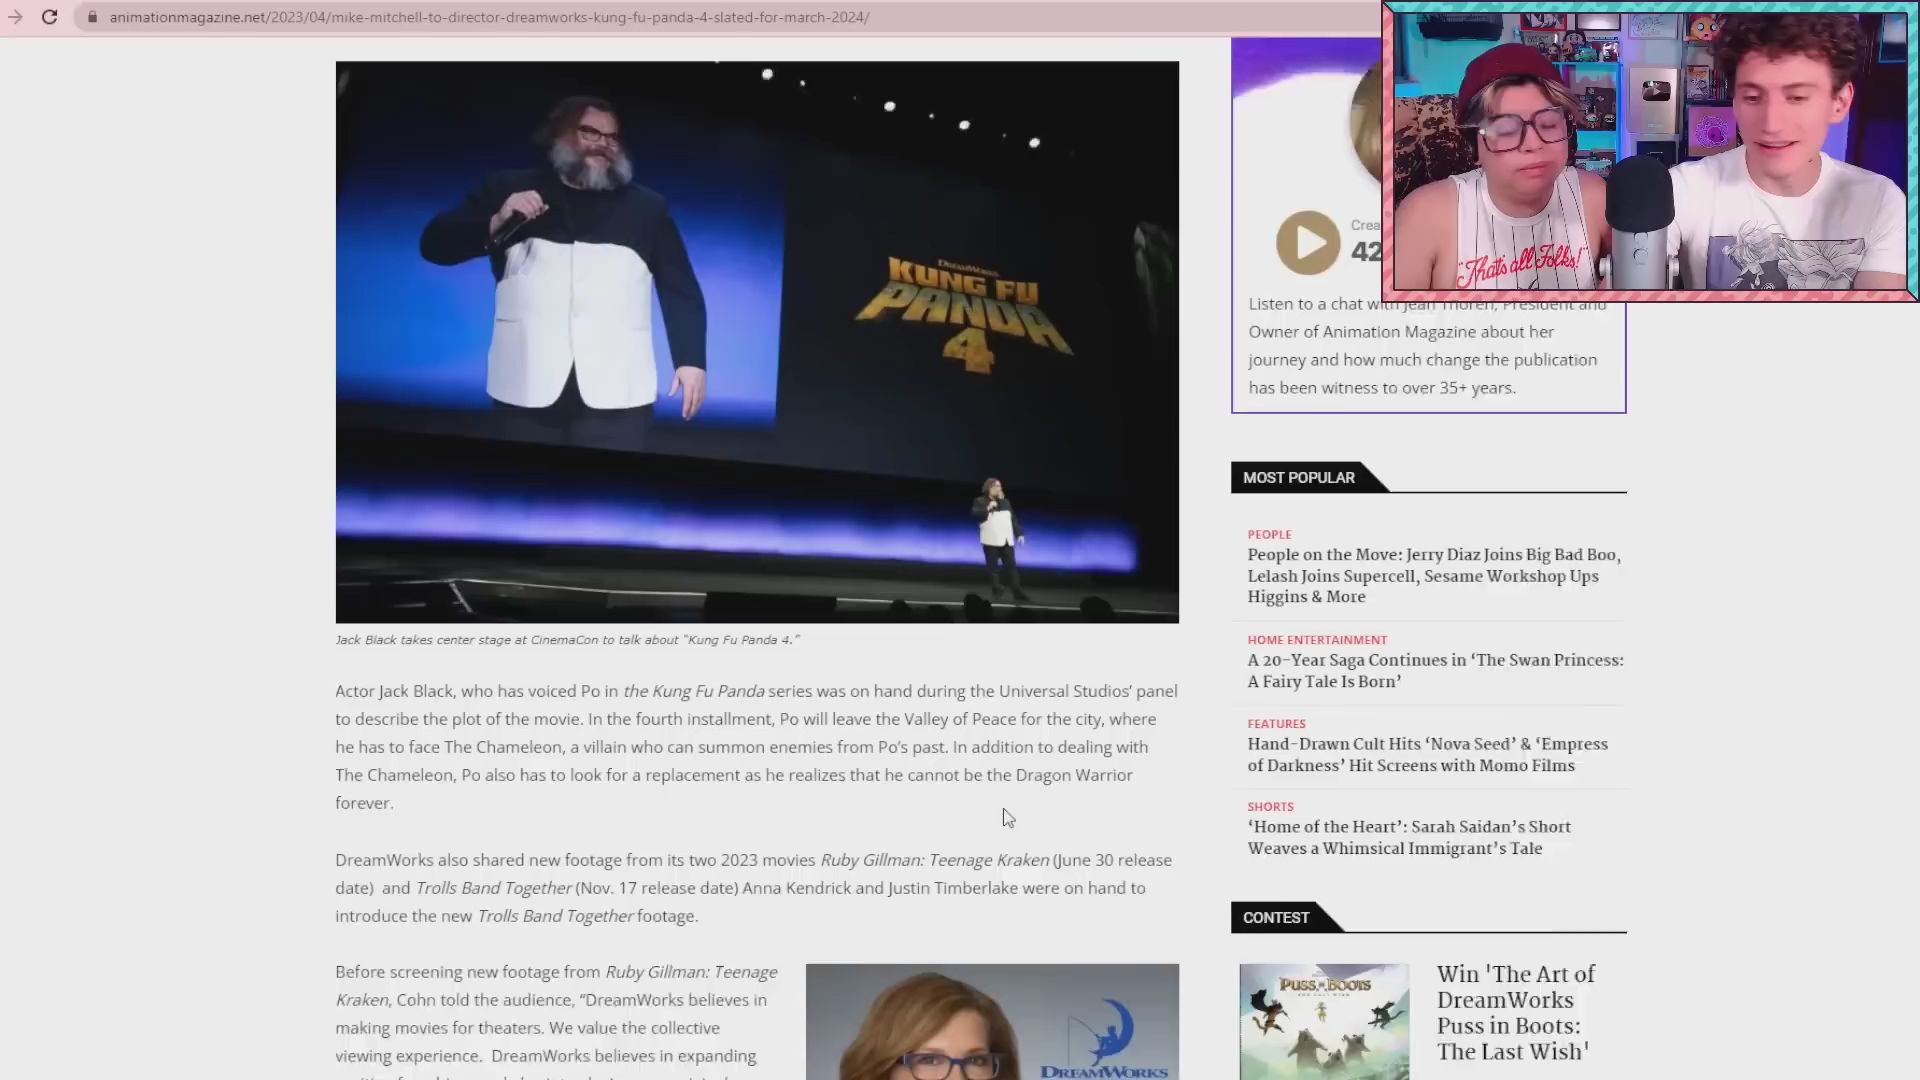 animationmagazine.net/2023/04/mike-mitchell-to-director-dreamworks-kung-fu-panda-4-slated-for-march-2024/
DREAMWORKS
KUNG FU
PANDA
4
"That's all Folks!"
Crea
42
Listen to a chat with Jean Thoren, President and
Owner of Animation Magazine about her
journey and how much change the publication
has been witness to over 35+ years.
Jack Black takes center stage at CinemaCon to talk about "Kung Fu Panda 4."
Actor Jack Black, who has voiced Po in the Kung Fu Panda series was on hand during the Universal Studios’ panel
to describe the plot of the movie. In the fourth installment, Po will leave the Valley of Peace for the city, where
he has to face The Chameleon, a villain who can summon enemies from Po’s past. In addition to dealing with
The Chameleon, Po also has to look for a replacement as he realizes that he cannot be the Dragon Warrior
forever.
DreamWorks also shared new footage from its two 2023 movies Ruby Gillman: Teenage Kraken (June 30 release
date) and Trolls Band Together (Nov. 17 release date) Anna Kendrick and Justin Timberlake were on hand to
introduce the new Trolls Band Together footage.
Before screening new footage from Ruby Gillman: Teenage
Kraken, Cohn told the audience, “DreamWorks believes in
making movies for theaters. We value the collective
viewing experience. DreamWorks believes in expanding
DREAMWORKS
MOST POPULAR
PEOPLE
People on the Move: Jerry Diaz Joins Big Bad Boo,
Lelash Joins Supercell, Sesame Workshop Ups
Higgins & More
HOME ENTERTAINMENT
A 20-Year Saga Continues in ‘The Swan Princess:
A Fairy Tale Is Born’
FEATURES
Hand-Drawn Cult Hits ‘Nova Seed’ & ‘Empress
of Darkness’ Hit Screens with Momo Films
SHORTS
‘Home of the Heart’: Sarah Saidan’s Short
Weaves a Whimsical Immigrant’s Tale
CONTEST
PUSS IN BOOTS
Win 'The Art of
DreamWorks
Puss in Boots:
The Last Wish'